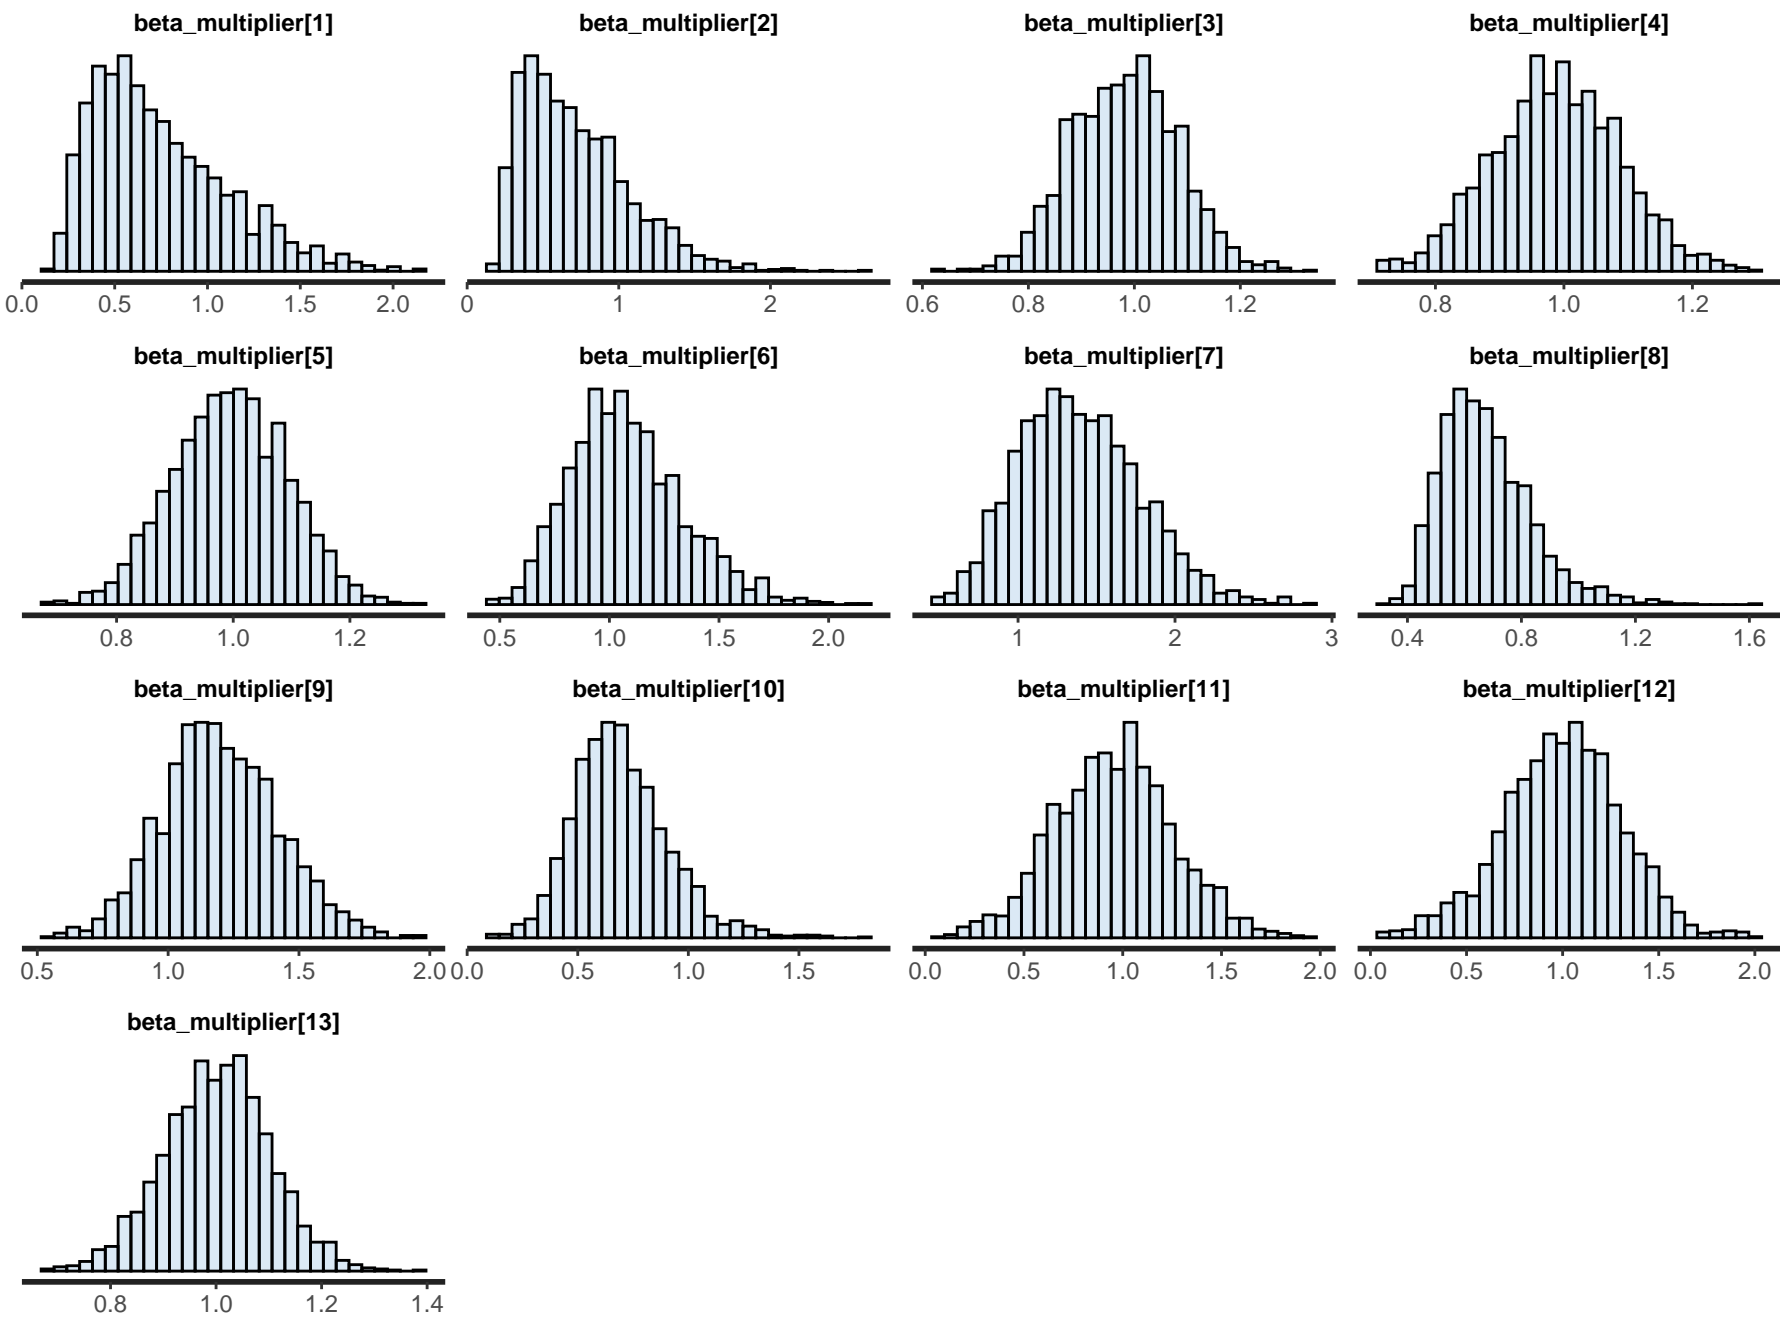 beta_multiplier[1] beta_multiplier[2] beta_multiplier[3] beta_multiplier[4]
0.0 0.5 1.0 1.5 2.0 0 1 2 0.6 0.8 1.0 1.2 0.8 1.0 1.2
beta_multiplier[5] beta_multiplier[6] beta_multiplier[7] beta_multiplier[8]
0.8 1.0 1.2 0.5 1.0 1.5 2.0 1 2 3 0.4 0.8 1.2 1.6
beta_multiplier[9] beta_multiplier[10] beta_multiplier[11] beta_multiplier[12]
0.5 1.0 1.5 2.0 0.0 0.5 1.0 1.5 0.0 0.5 1.0 1.5 2.0 0.0 0.5 1.0 1.5 2.0
beta_multiplier[13]
0.8 1.0 1.2 1.4